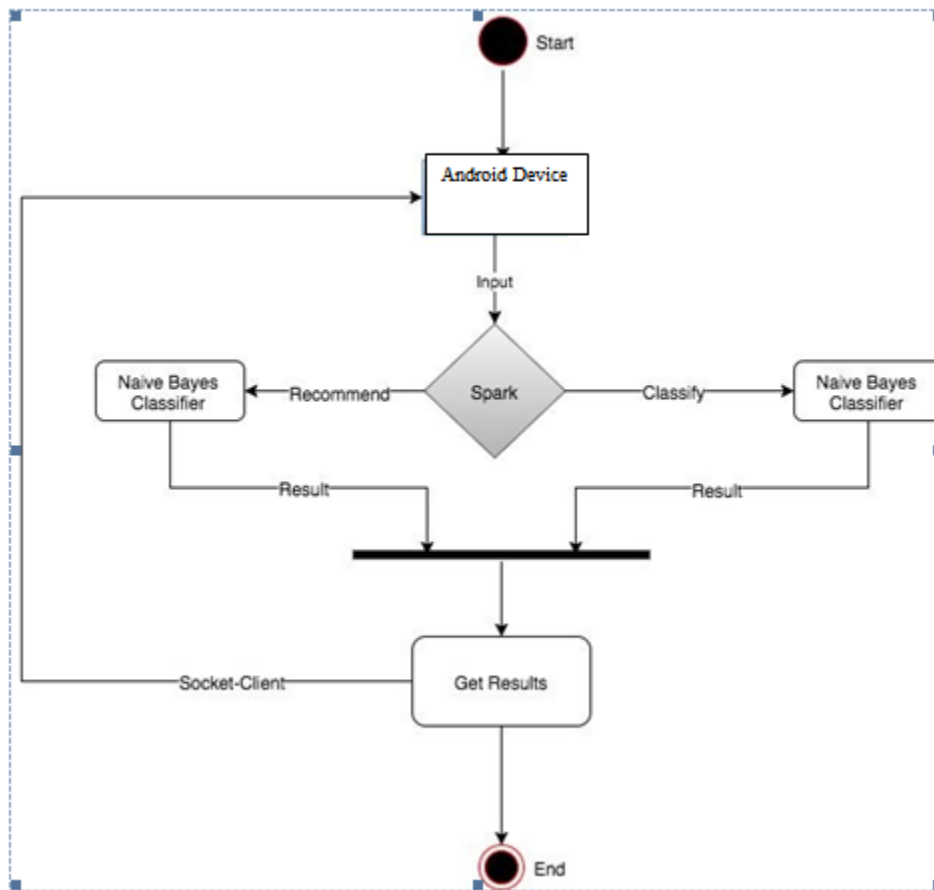 Start
Android Device
Input
Naive Bayes
Classifier
Recommend
Spark
Classify
Naive Bayes
Classifier
Result
Result
Socket-Client
Get Results
End